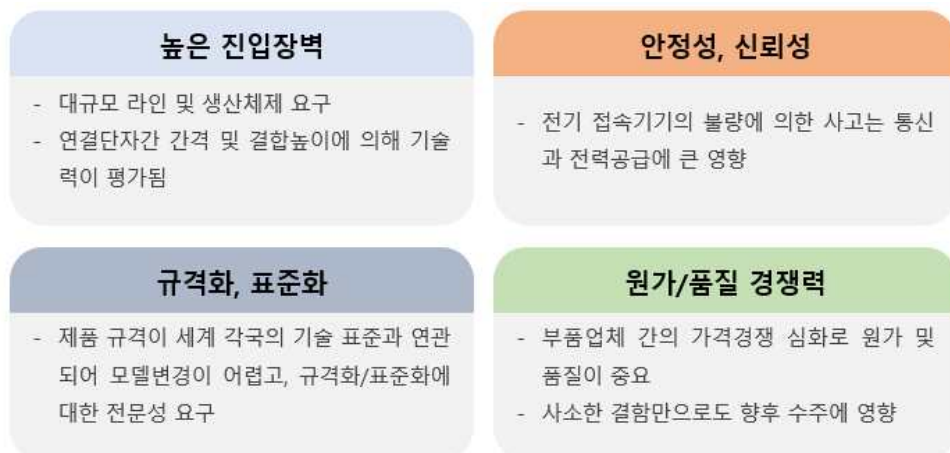 높은 진입장벽
- 대규모 라인 및 생산체제 요구
- 연결단자간 간격 및 결합높이에 의해 기술
력이 평가됨
안정성, 신뢰성
- 전기 접속기기의 불량에 의한 사고는 통신
과 전력공급에 큰 영향
규격화, 표준화
- 제품 규격이 세계 각국의 기술 표준과 연관
되어 모델변경이 어렵고, 규격화/표준화에
대한 전문성 요구
원가/품질 경쟁력
- 부품업체 간의 가격경쟁 심화로 원가 및
품질이 중요
- 사소한 결함만으로도 향후 수주에 영향